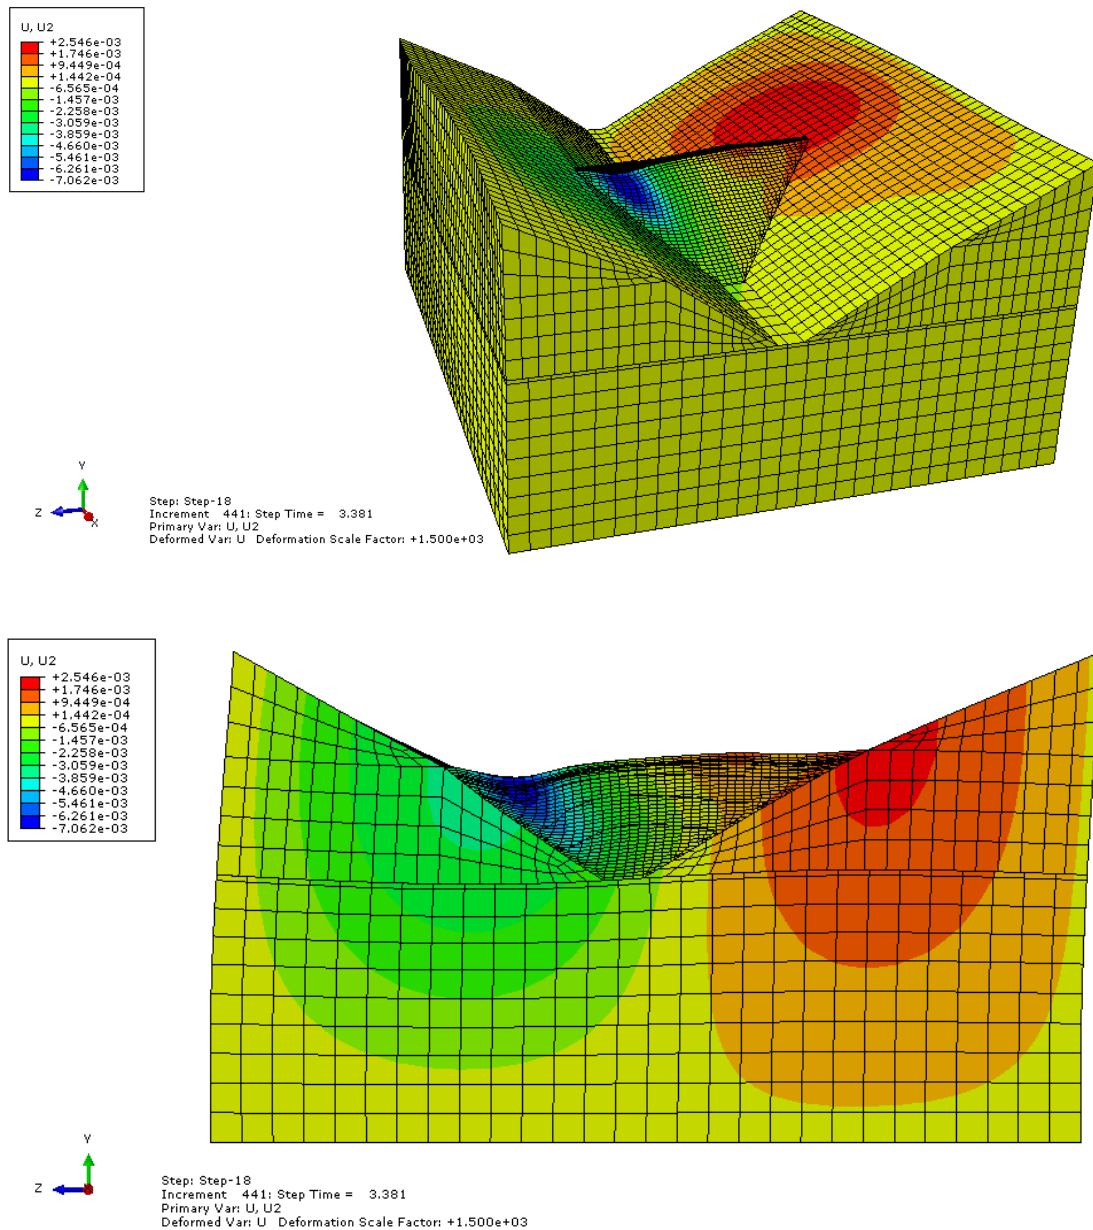 U, U2
+2.546e-03
+1.746e-03
+9.449e-04
+1.442e-04
-6.565e-04
-1.457e-03
-2.258e-03
-3.059e-03
-3.859e-03
-4.660e-03
-5.461e-03
-6.261e-03
-7.062e-03
Y
Z
X
Step: Step-18
Increment 441: Step Time = 3.381
Primary Var: U, U2
Deformed Var: U Deformation Scale Factor: +1.500e+03
U, U2
+2.546e-03
+1.746e-03
+9.449e-04
+1.442e-04
-6.565e-04
-1.457e-03
-2.258e-03
-3.059e-03
-3.859e-03
-4.660e-03
-5.461e-03
-6.261e-03
-7.062e-03
Y
Z
X
Step: Step-18
Increment 441: Step Time = 3.381
Primary Var: U, U2
Deformed Var: U Deformation Scale Factor: +1.500e+03